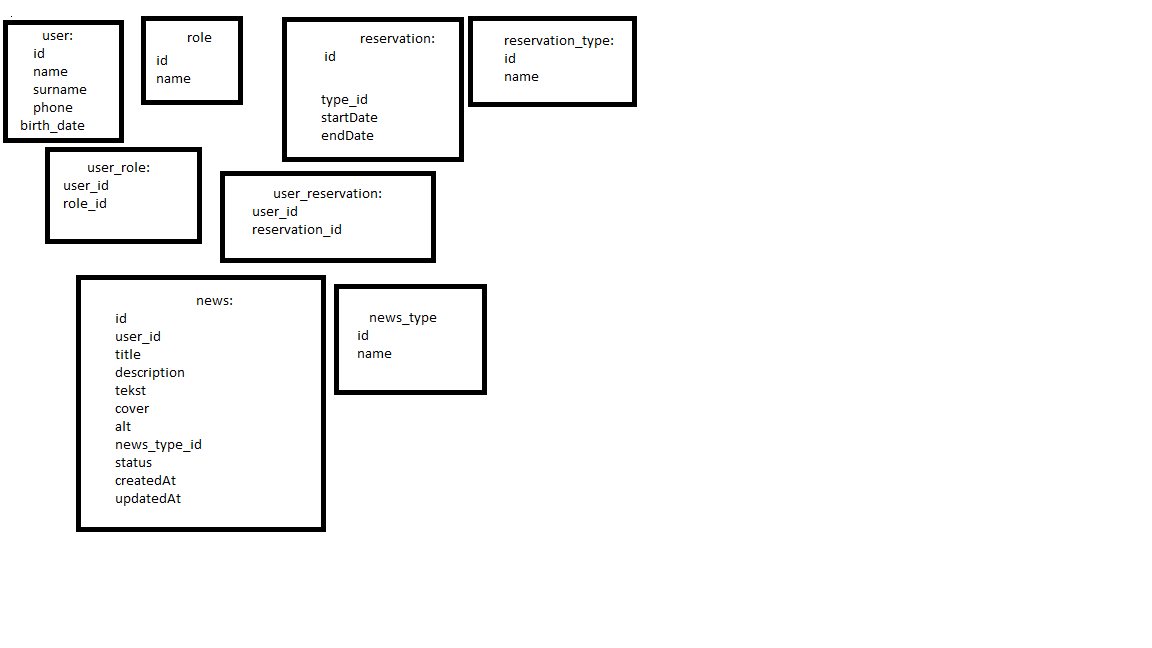 user:
id
name
surname
phone
birth_date
role
id
name
reservation:
id
type_id
startDate
endDate
reservation_type:
id
name
user_role:
user_id
role_id
user_reservation:
user_id
reservation_id
news:
id
user_id
title
description
tekst
cover
alt
news_type_id
status
createdAt
updatedAt
news_type
id
name